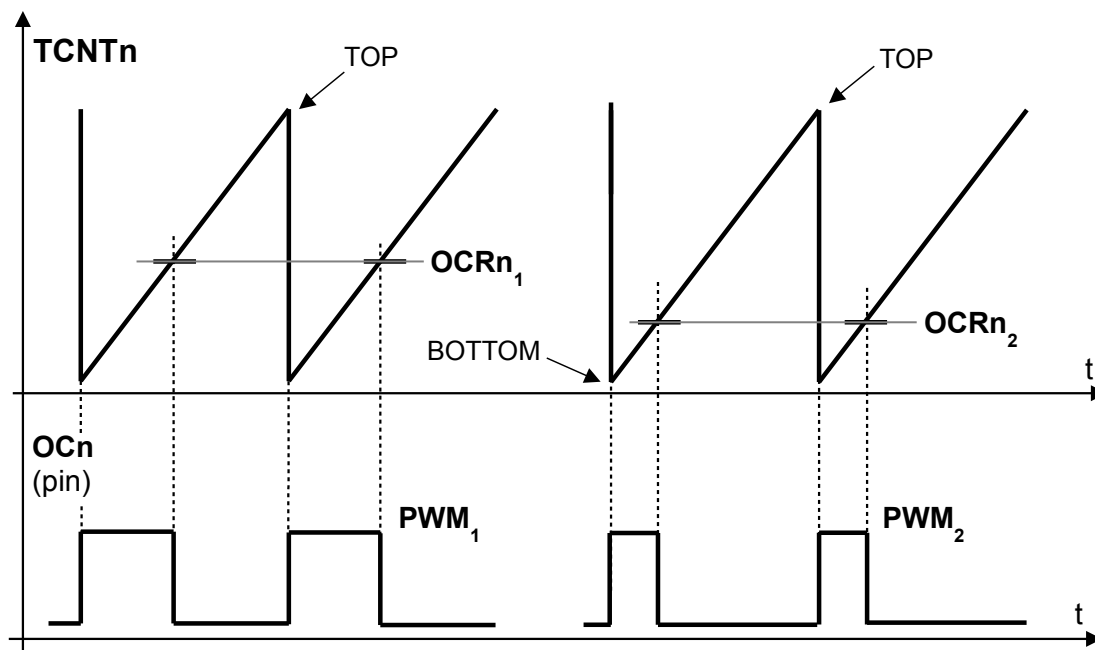 TCNTn
TOP
TOP
OCRn1
OCRn2
BOTTOM
t
OCn
(pin)
PWM1
PWM2
t